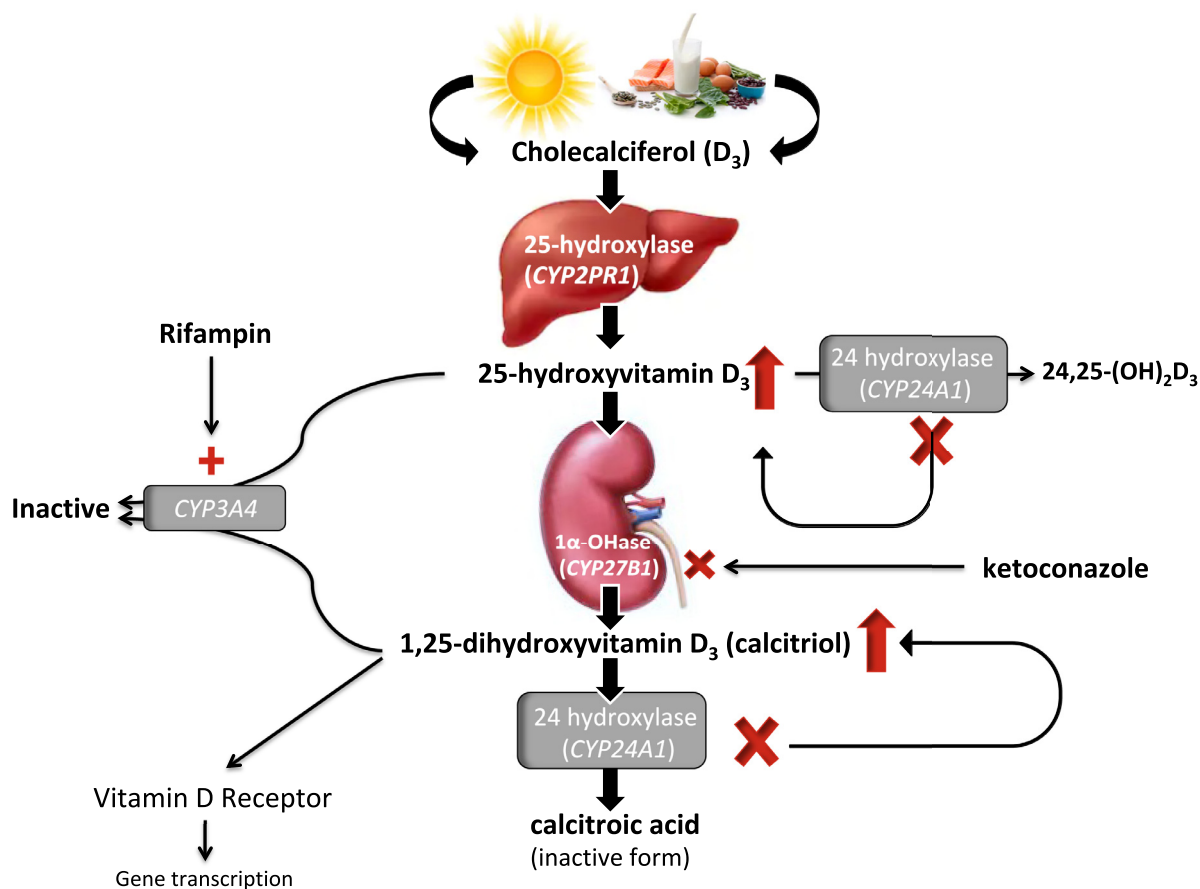 Cholecalciferol (D₃)
25-hydroxylase
(CYP2PR1)
Rifampin
25-hydroxyvitamin D₃
24 hydroxylase
(CYP24A1)
24,25-(OH)₂D₃
+
Inactive
CYP3A4
1α-OHase
(CYP27B1)
ketoconazole
1,25-dihydroxyvitamin D₃ (calcitriol)
24 hydroxylase
(CYP24A1)
Vitamin D Receptor
calcitroic acid
(inactive form)
Gene transcription